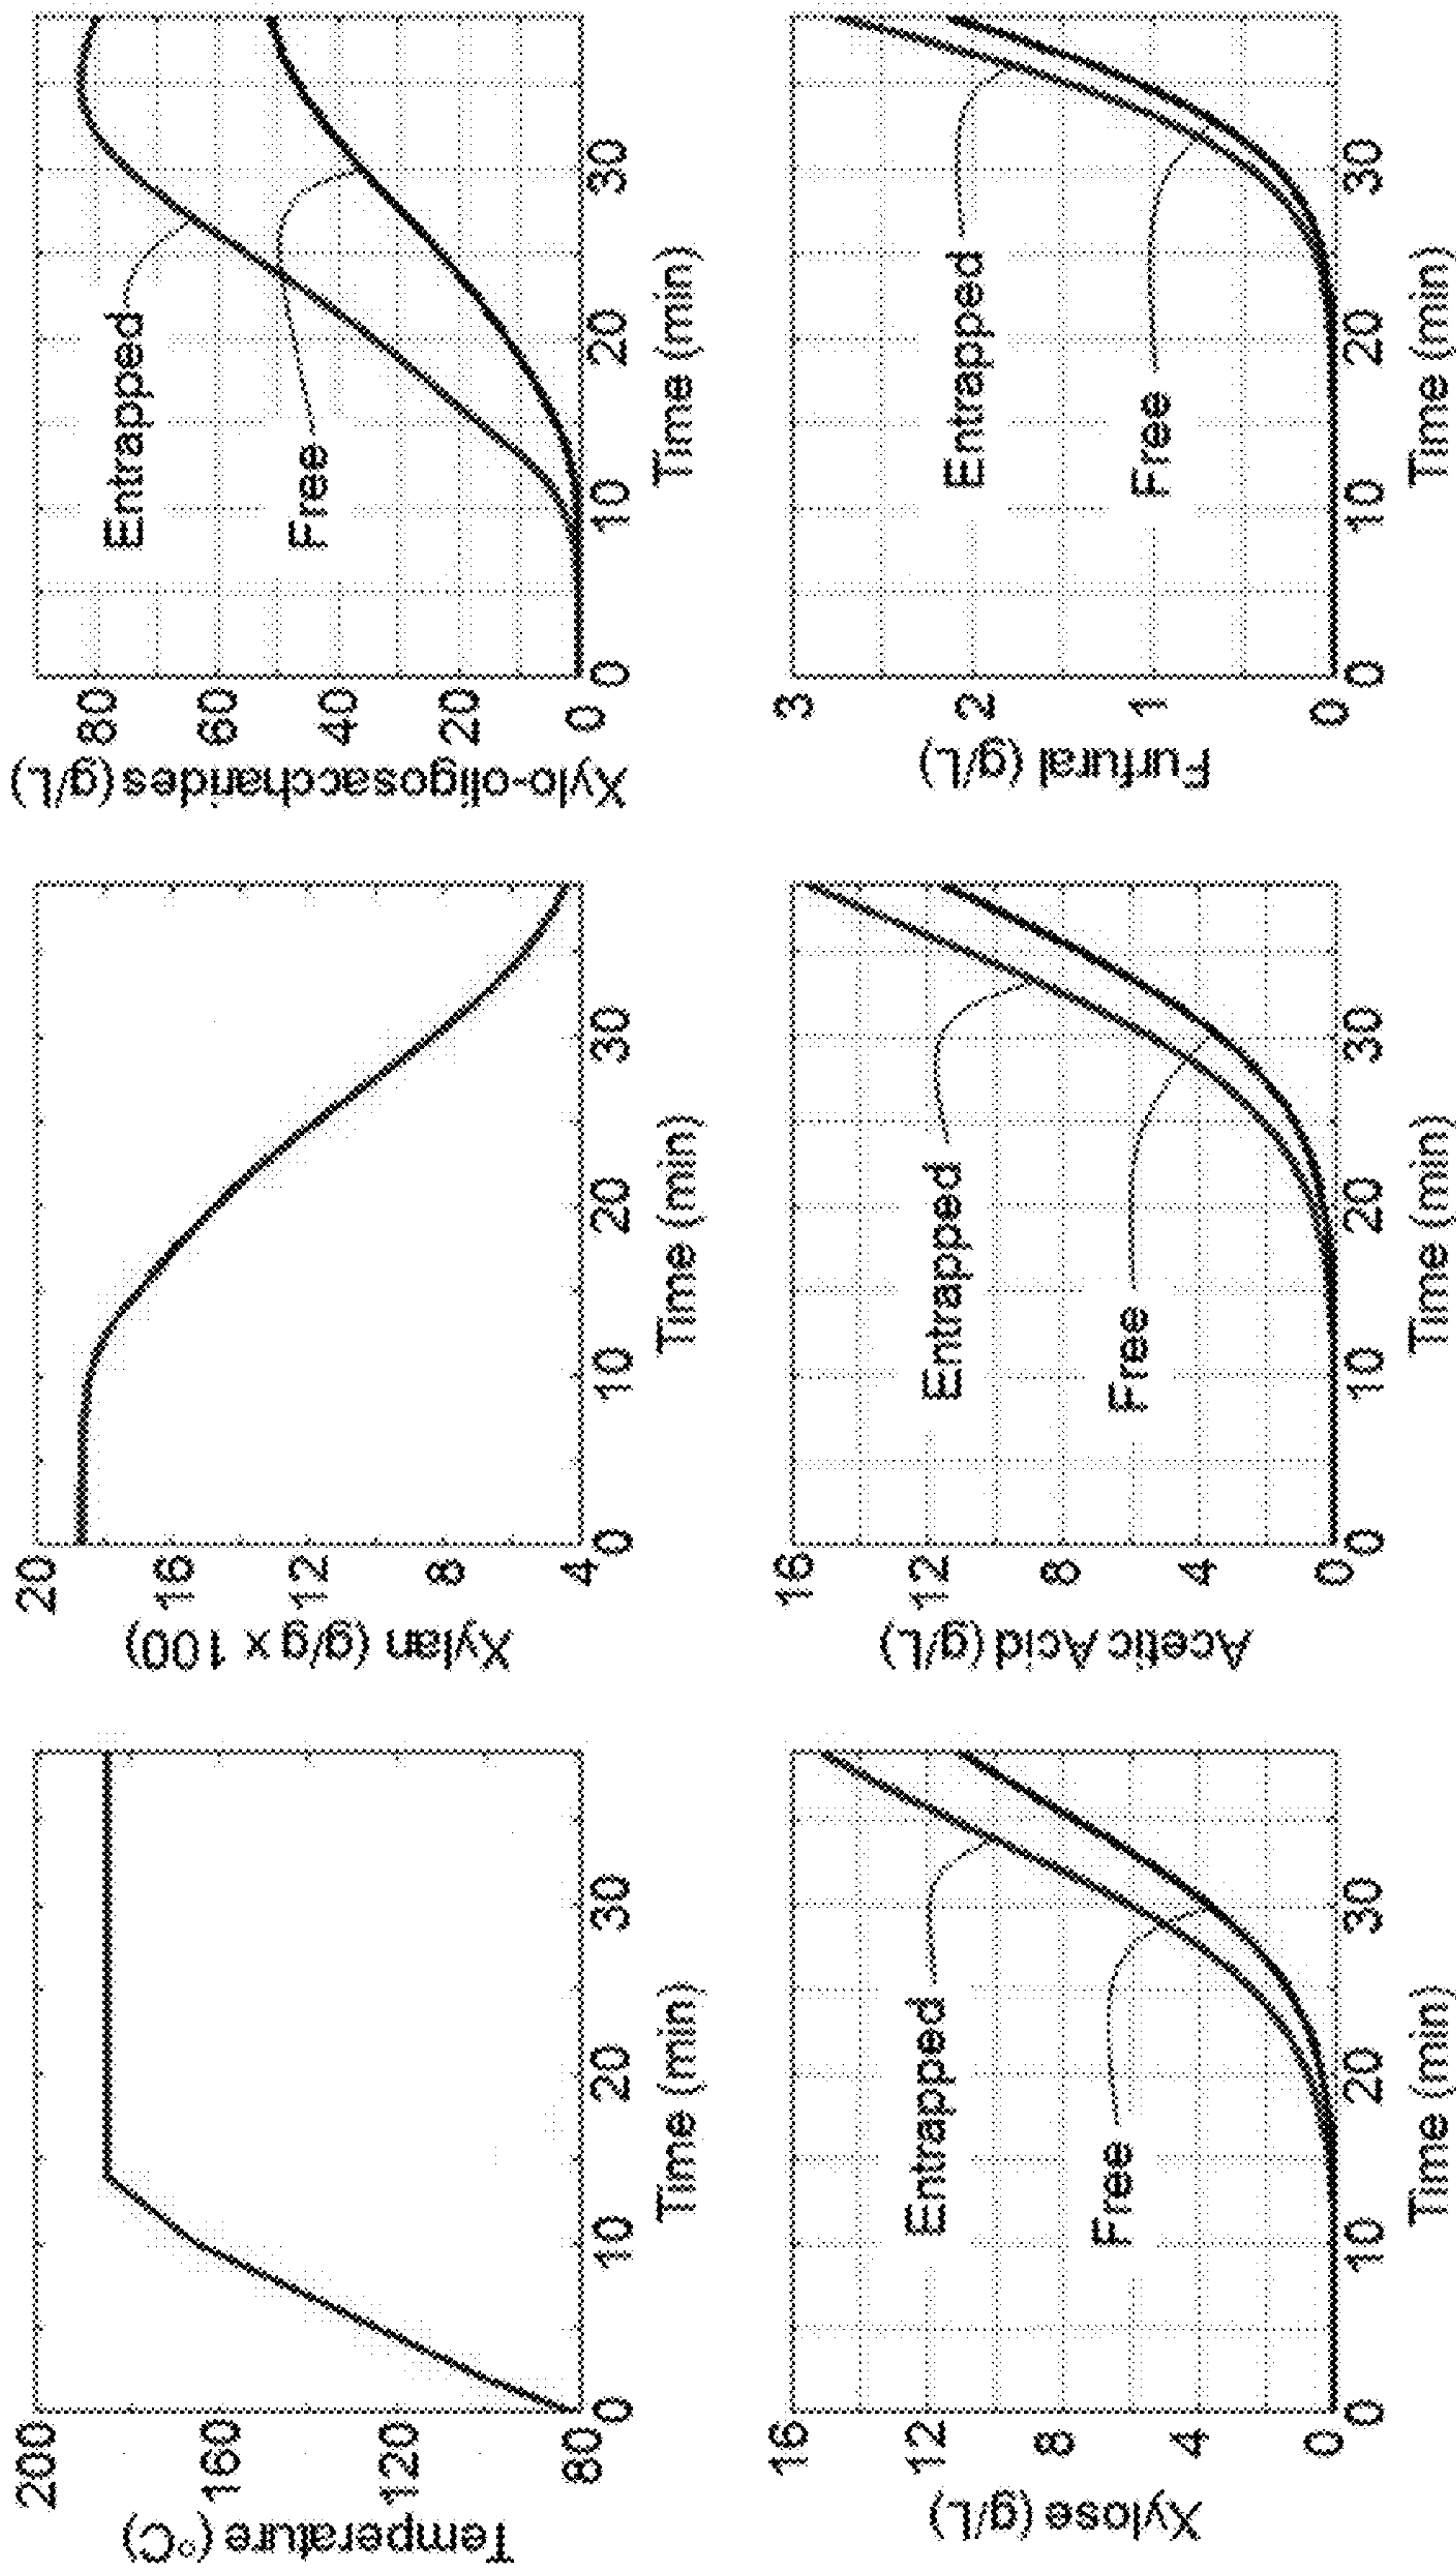 Temperature (°C)
200
160
120
80
0
10
20
30
Time (min)
Xylan (g/g x 100)
20
16
12
8
4
0
10
20
30
Time (min)
Xylo-oligosaccharides (g/L)
80
60
40
20
0
Entrapped
Free
0
10
20
30
Time (min)
Xylose (g/L)
16
12
8
4
0
Entrapped
Free
0
10
20
30
Time (min)
Acetic Acid (g/L)
16
12
8
4
0
Entrapped
Free
0
10
20
30
Time (min)
Furfural (g/L)
3
2
1
0
Entrapped
Free
0
10
20
30
Time (min)